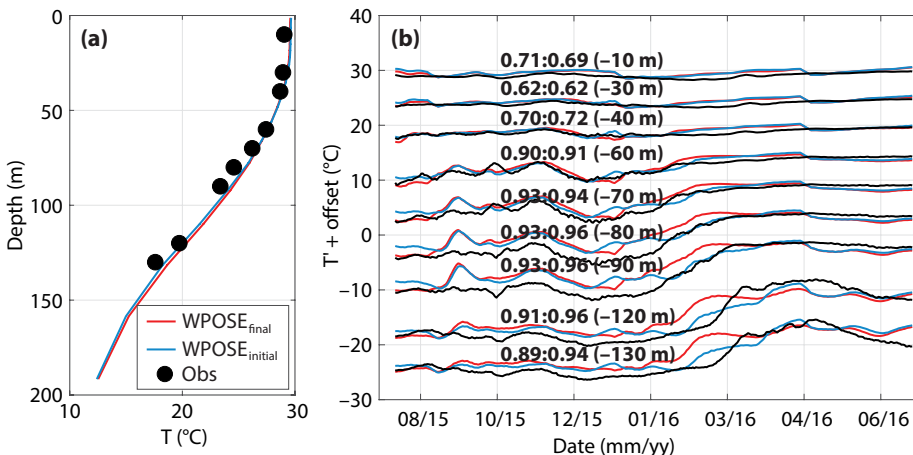 (a)
0
50
100
150
200
10
20
30
Depth (m)
T (°C)
WPOSEfinal
WPOSEinitial
Obs
(b)
40
30
20
10
0
−10
−20
−30
T' + offset (°C)
0.71:0.69 (−10 m)
0.62:0.62 (−30 m)
0.70:0.72 (−40 m)
0.90:0.91 (−60 m)
0.93:0.94 (−70 m)
0.93:0.96 (−80 m)
0.93:0.96 (−90 m)
0.91:0.96 (−120 m)
0.89:0.94 (−130 m)
08/15 10/15 12/15 01/16 03/16 04/16 06/16
Date (mm/yy)